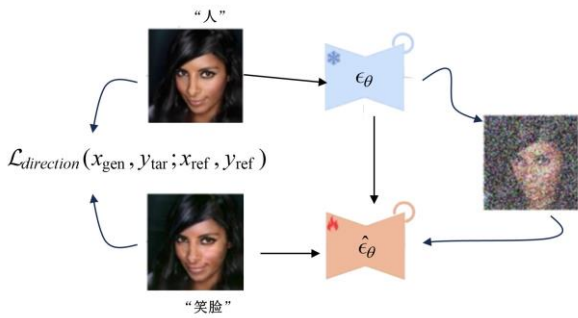 “人”
ϵθ
ℒdirection(xgen, ytar; xref, yref)
ϵ̂θ
“笑脸”